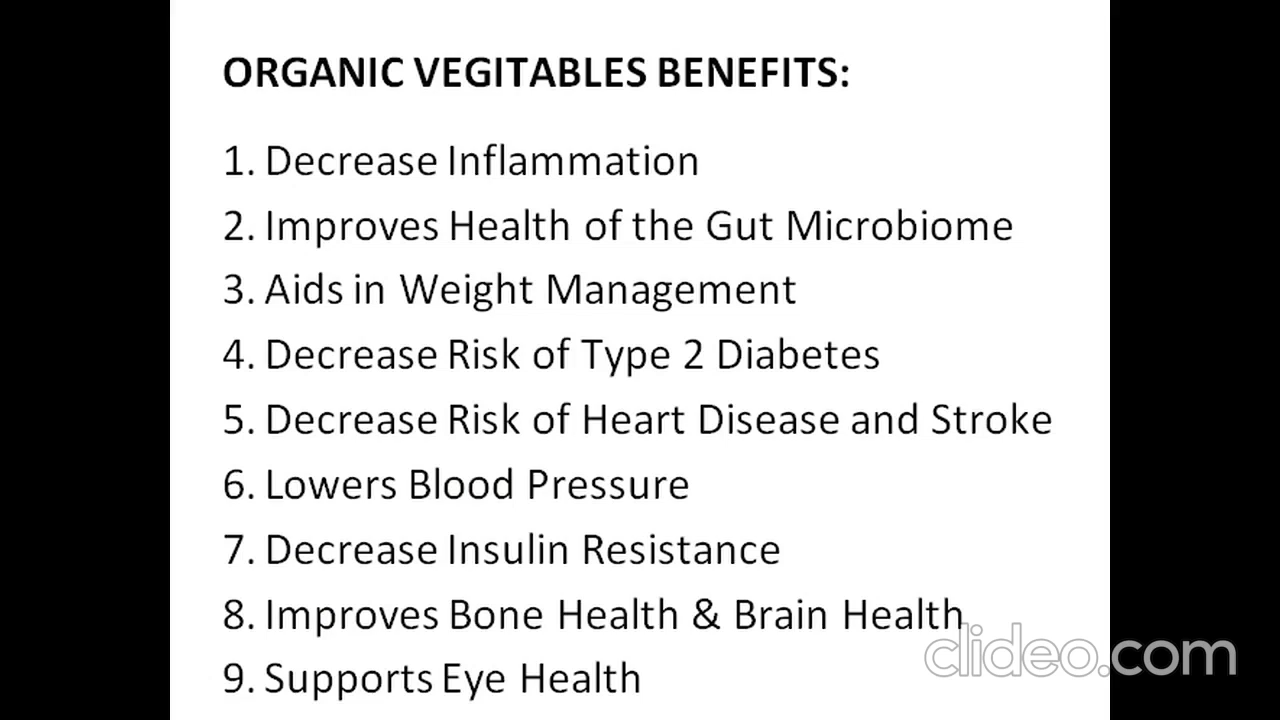 ORGANIC VEGITABLES BENEFITS:
1. Decrease Inflammation
2. Improves Health of the Gut Microbiome
3. Aids in Weight Management
4. Decrease Risk of Type 2 Diabetes
5. Decrease Risk of Heart Disease and Stroke
6. Lowers Blood Pressure
7. Decrease Insulin Resistance
8. Improves Bone Health & Brain Health
clideo.com
9. Supports Eye Health